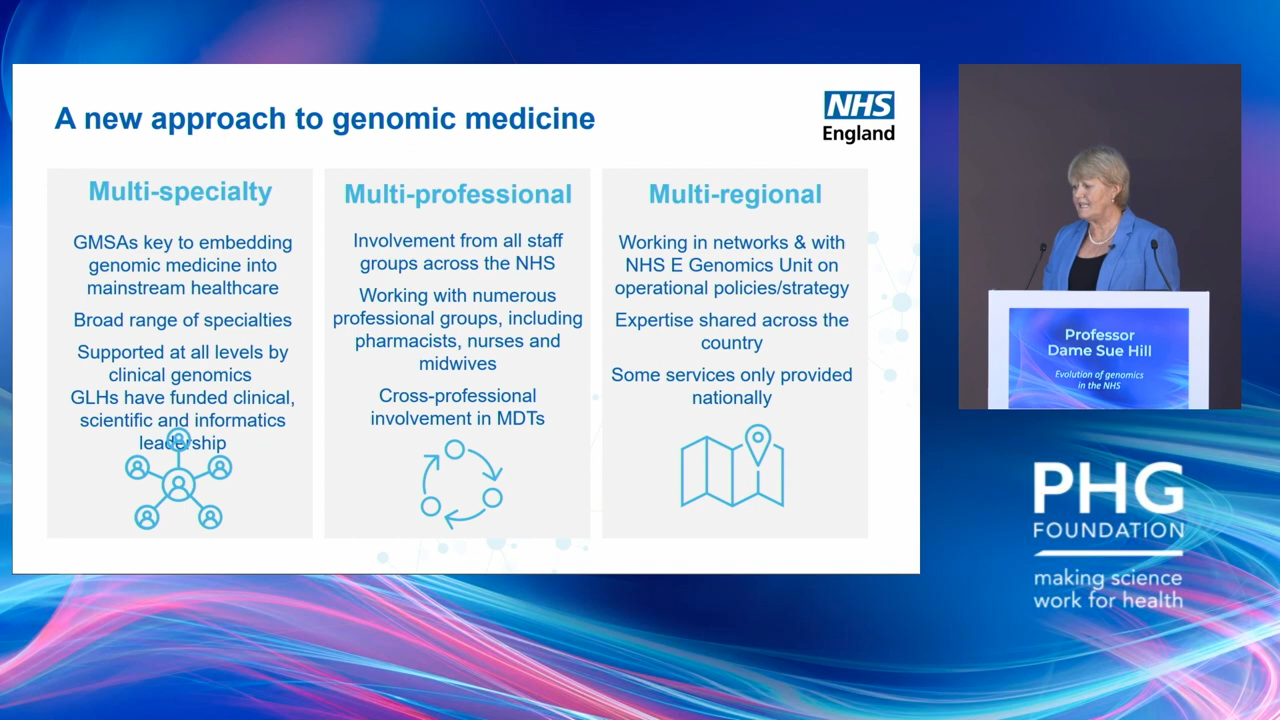 A new approach to genomic medicine
NHS
England
Multi-specialty
GMSAs key to embedding
genomic medicine into
mainstream healthcare
Broad range of specialties
Supported at all levels by
clinical genomics
GLHs have funded clinical,
scientific and informatics
leadership
Multi-professional
Involvement from all staff
groups across the NHS
Working with numerous
professional groups, including
pharmacists, nurses and
midwives
Cross-professional
involvement in MDTs
Multi-regional
Working in networks & with
NHS E Genomics Unit on
operational policies/strategy
Expertise shared across the
country
Some services only provided
nationally
Professor
Dame Sue Hill
Evolution of genomics
in the NHS
PHG
FOUNDATION
making science
work for health